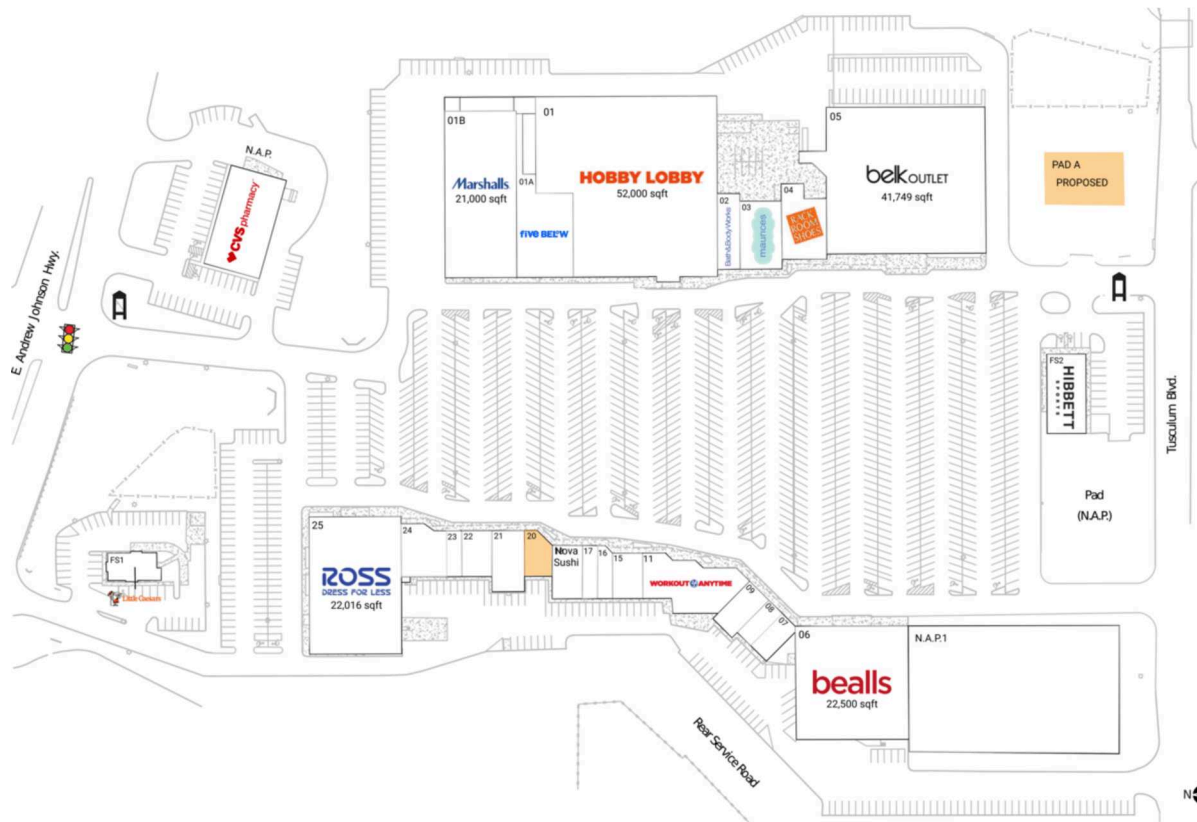 N.A.P.
CVS pharmacy
E. Andrew Johnson Hwy.
01B
Marshalls
21,000 sqft
01A
FIVE BEL°W
01
HOBBY LOBBY
52,000 sqft
02
Bath & Body Works
03
maurices
04
RACK
ROOM
SHOES
05
belk OUTLET
41,749 sqft
PAD A
PROPOSED
FS2
HIBBETT
SPORTS
Tusculum Blvd.
Pad
(N.A.P.)
FS1
Little Caesars
25
ROSS
DRESS FOR LESS
22,016 sqft
24
23
22
21
20
Nova
Sushi
17
16
15
11
WORKOUT ANYTIME
09
08
07
06
bealls
22,500 sqft
N.A.P.1
Rear Service Road
N